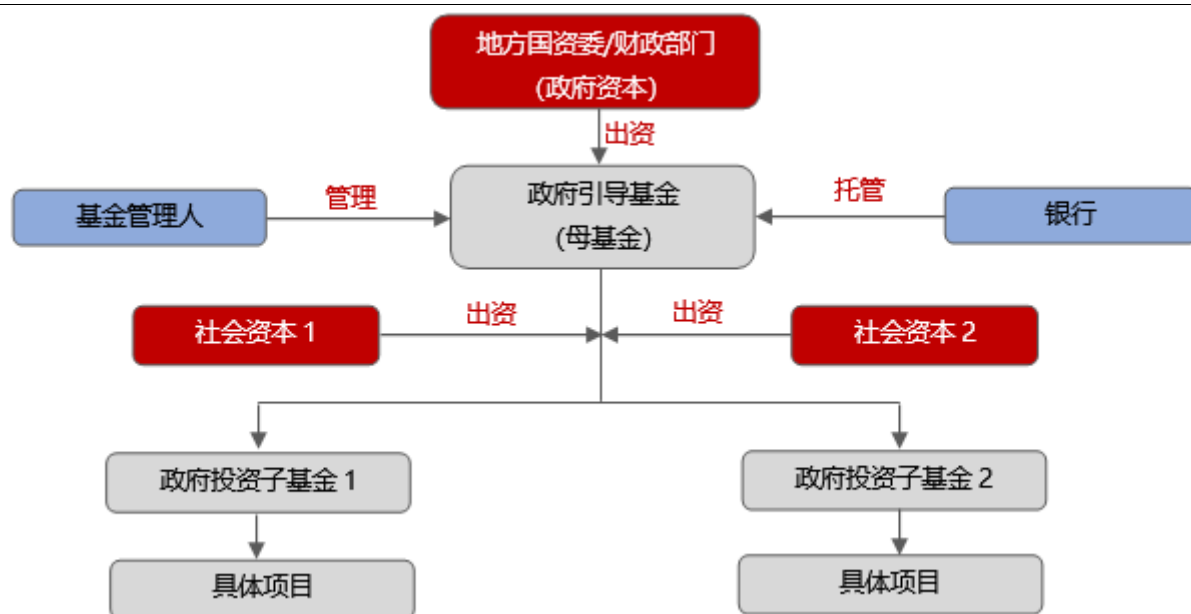 地方国资委/财政部门
(政府资本)
出资
政府引导基金
(母基金)
基金管理人
管理
托管
银行
社会资本 1
出资
出资
社会资本 2
政府投资子基金 1
政府投资子基金 2
具体项目
具体项目